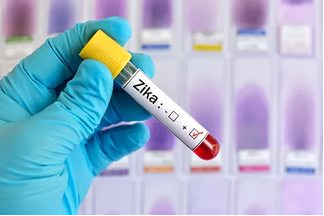 Zika: - ☐
+ ☑